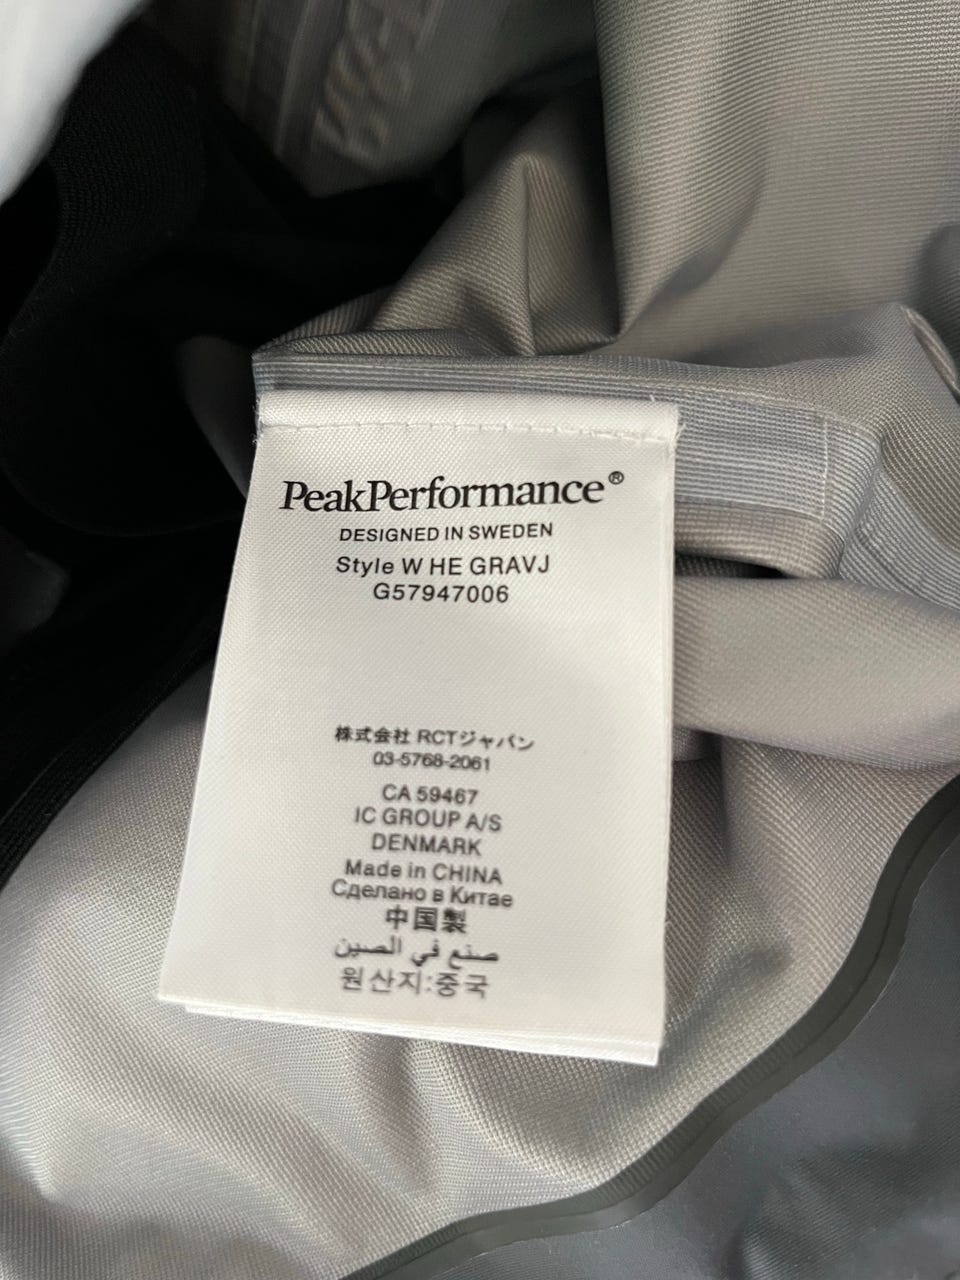 PeakPerformance®
DESIGNED IN SWEDEN
Style W HE GRAVJ
G57947006
株式会社 RCTジャパン
03-5768-2061
CA 59467
IC GROUP A/S
DENMARK
Made in CHINA
Сделано в Китае
中国製
صنع في الصين
원산지:중국